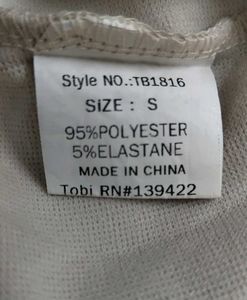 Style NO.:TB1816
SIZE : S
95%POLYESTER
5%ELASTANE
MADE IN CHINA
Tobi RN#139422